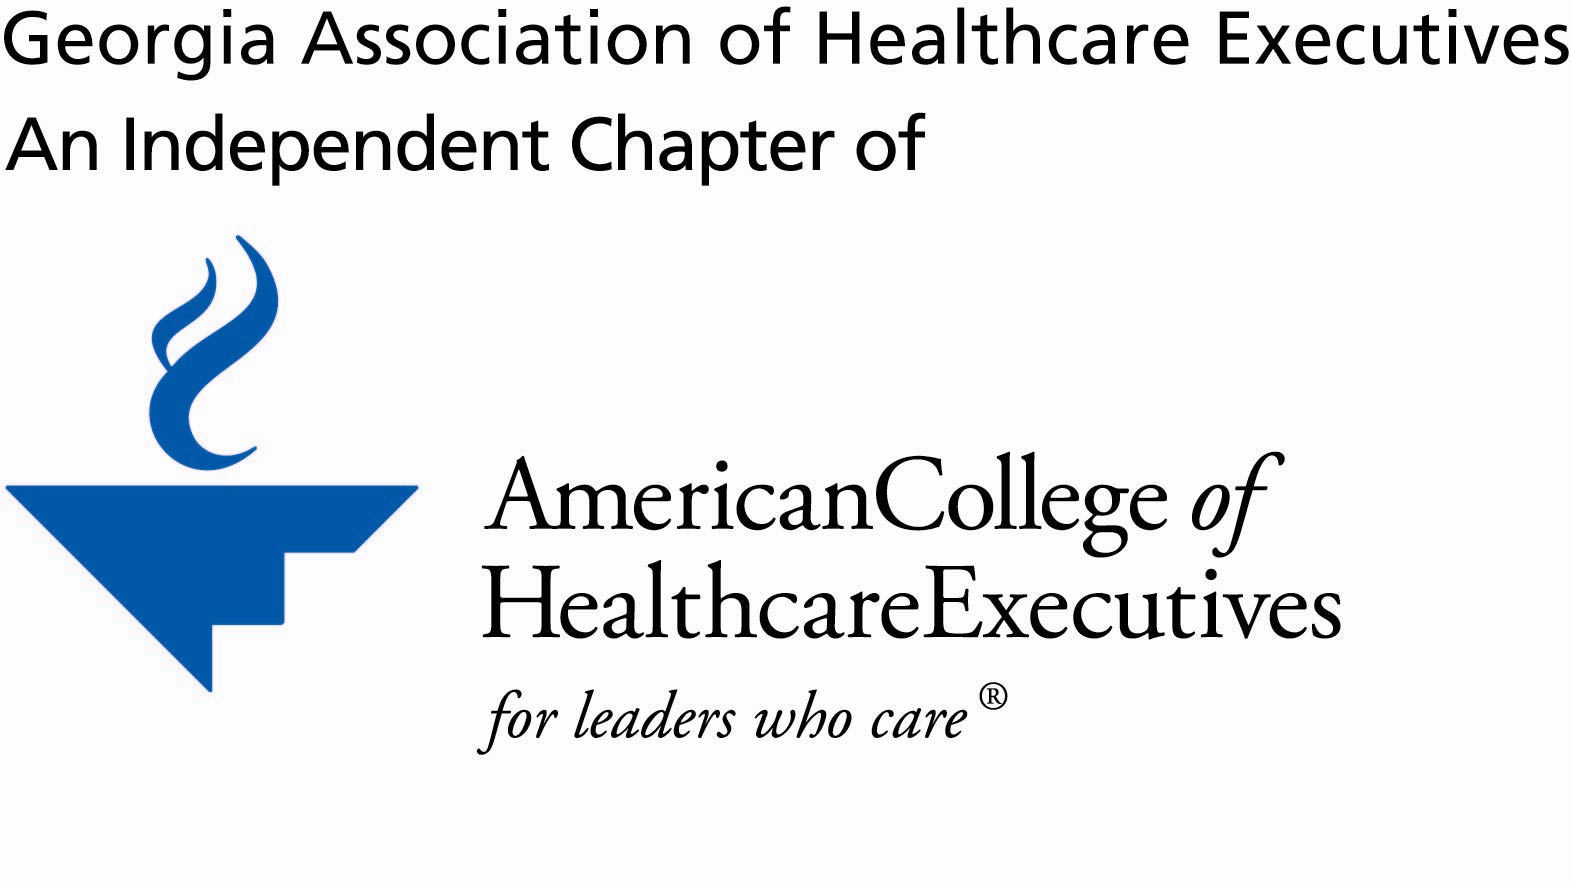 Georgia Association of Healthcare Executives
An Independent Chapter of
AmericanCollege of
HealthcareExecutives
for leaders who care®